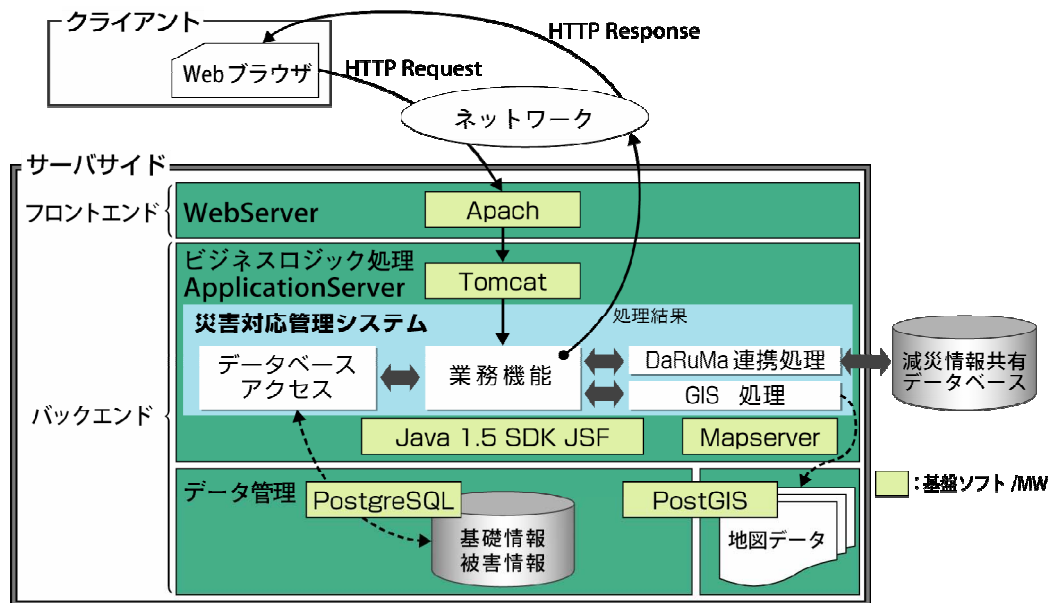 クライアント
Webブラウザ
HTTP Response
HTTP Request
ネットワーク
サーバサイド
フロントエンド
WebServer
Apach
ビジネスロジック処理
ApplicationServer
Tomcat
災害対応管理システム
処理結果
データベース
アクセス
業務機能
DaRuMa連携処理
GIS 処理
減災情報共有
データベース
バックエンド
Java 1.5 SDK JSF
Mapserver
データ管理
PostgreSQL
PostGIS
:基盤ソフト/MW
基礎情報
被害情報
地図データ